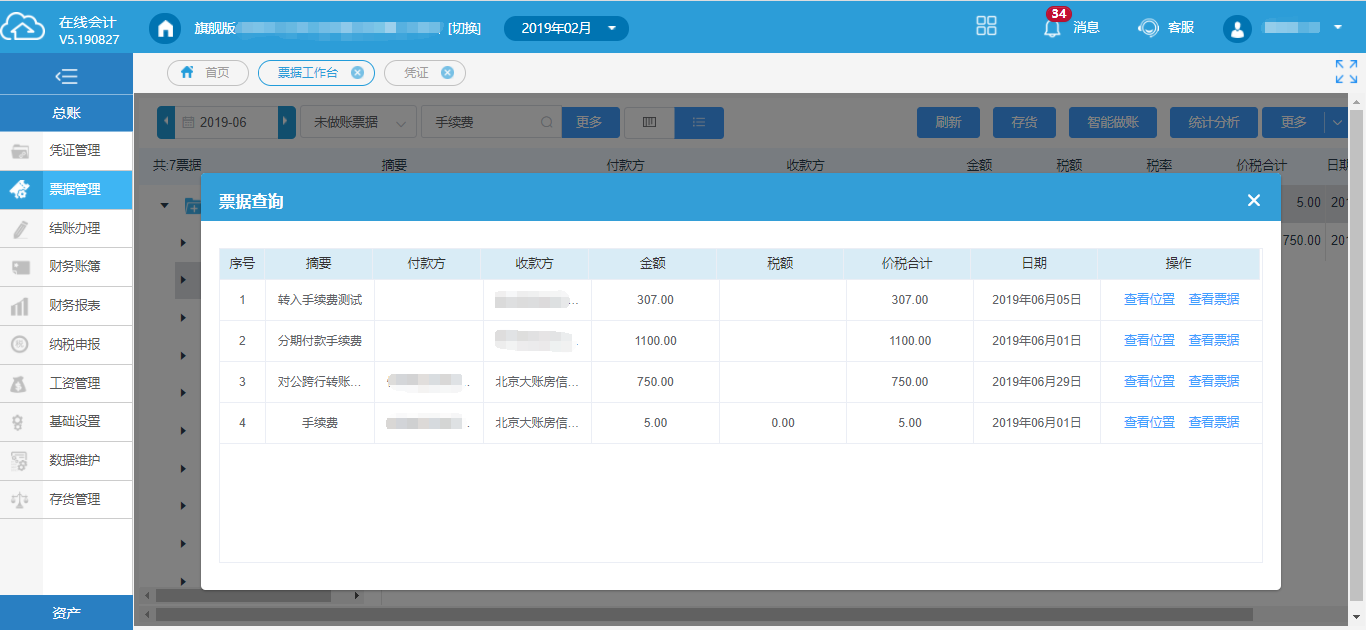 在线会计
V5.190827
旗舰版
[切换]
2019年02月
34
消息
客服
首页
票据工作台
凭证
总账
凭证管理
票据管理
结账办理
财务账簿
财务报表
纳税申报
工资管理
基础设置
数据维护
存货管理
资产
2019-06
未做账票据
手续费
更多
刷新
存货
智能做账
统计分析
更多
共:7票据 摘要 付款方 收款方 金额 税额 税率 价税合计 日期
5.00 201
750.00 201
票据查询
序号 摘要 付款方 收款方 金额 税额 价税合计 日期 操作
1 转入手续费测试 ... 307.00 307.00 2019年06月05日 查看位置 查看票据
2 分期付款手续费 . 1100.00 1100.00 2019年06月01日 查看位置 查看票据
3 对公跨行转账... . 北京大账房信... 750.00 750.00 2019年06月29日 查看位置 查看票据
4 手续费 . 北京大账房信... 5.00 0.00 5.00 2019年06月01日 查看位置 查看票据